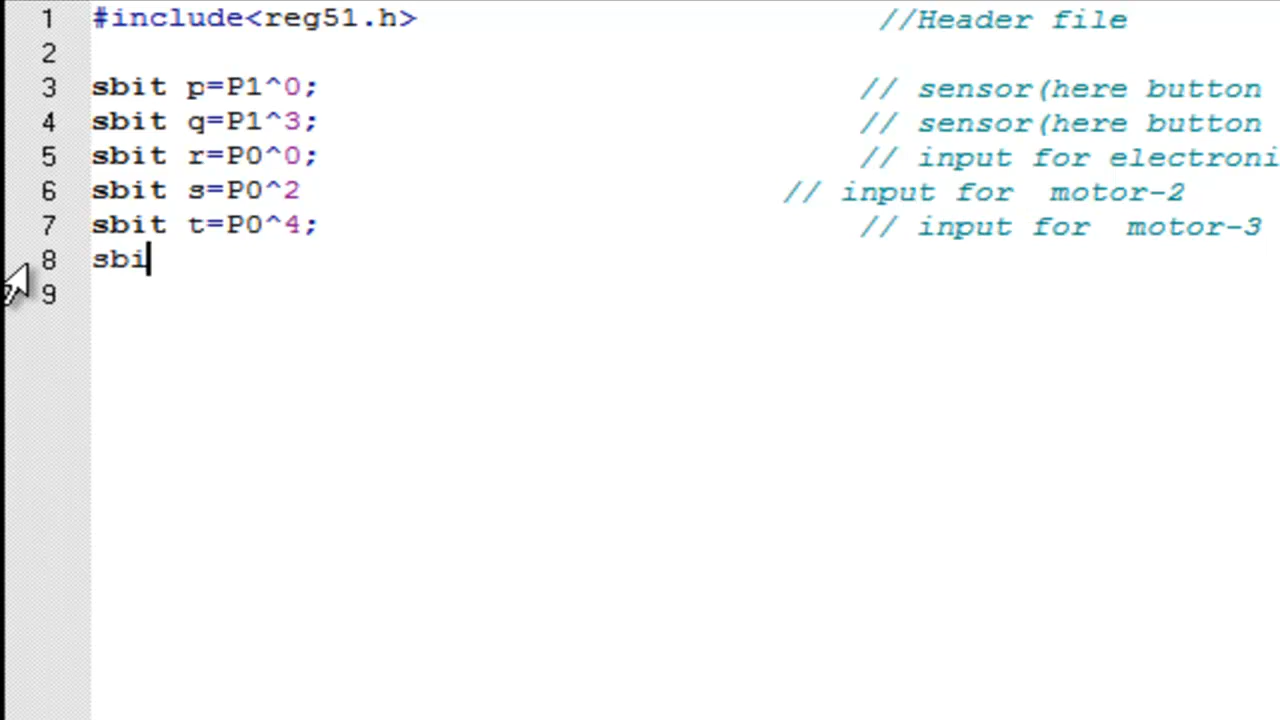 1 #include<reg51.h> //Header file
2
3 sbit p=P1^0; // sensor(here button
4 sbit q=P1^3; // sensor(here button
5 sbit r=P0^0; // input for electroni
6 sbit s=P0^2 // input for  motor-2
7 sbit t=P0^4; // input for  motor-3
8 sbi
9